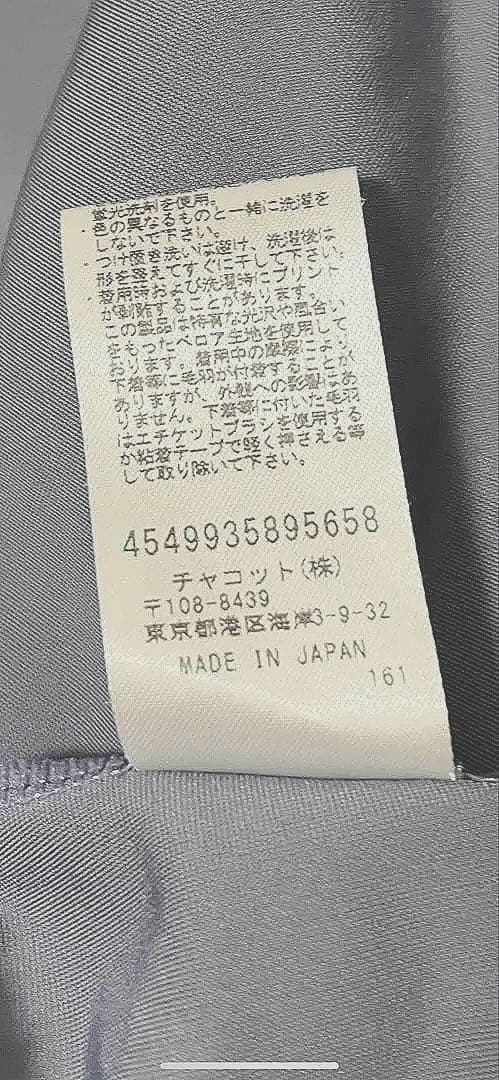 蛍光洗剤を使用。
・色の異なるものと一緒に洗濯を
しないで下さい。
・つけ置き洗いは避け、洗濯後は
形を整えてすぐに干して下さい。
・着用時および洗濯時にプリント
が剥離することがあります。
この製品は特有な光沢や風合い
をもったベロア生地を使用して
おります。着用中の摩擦により
下着等に毛羽が付着することが
ありますが、外側への影響はあ
りません。下着等に付いた毛羽
はエチケットブラシを使用する
か粘着テープで軽く押さえる等
して取り除いて下さい。
4549935895658
チャコット(株)
〒108-8439
東京都港区海岸3-9-32
MADE IN JAPAN
161